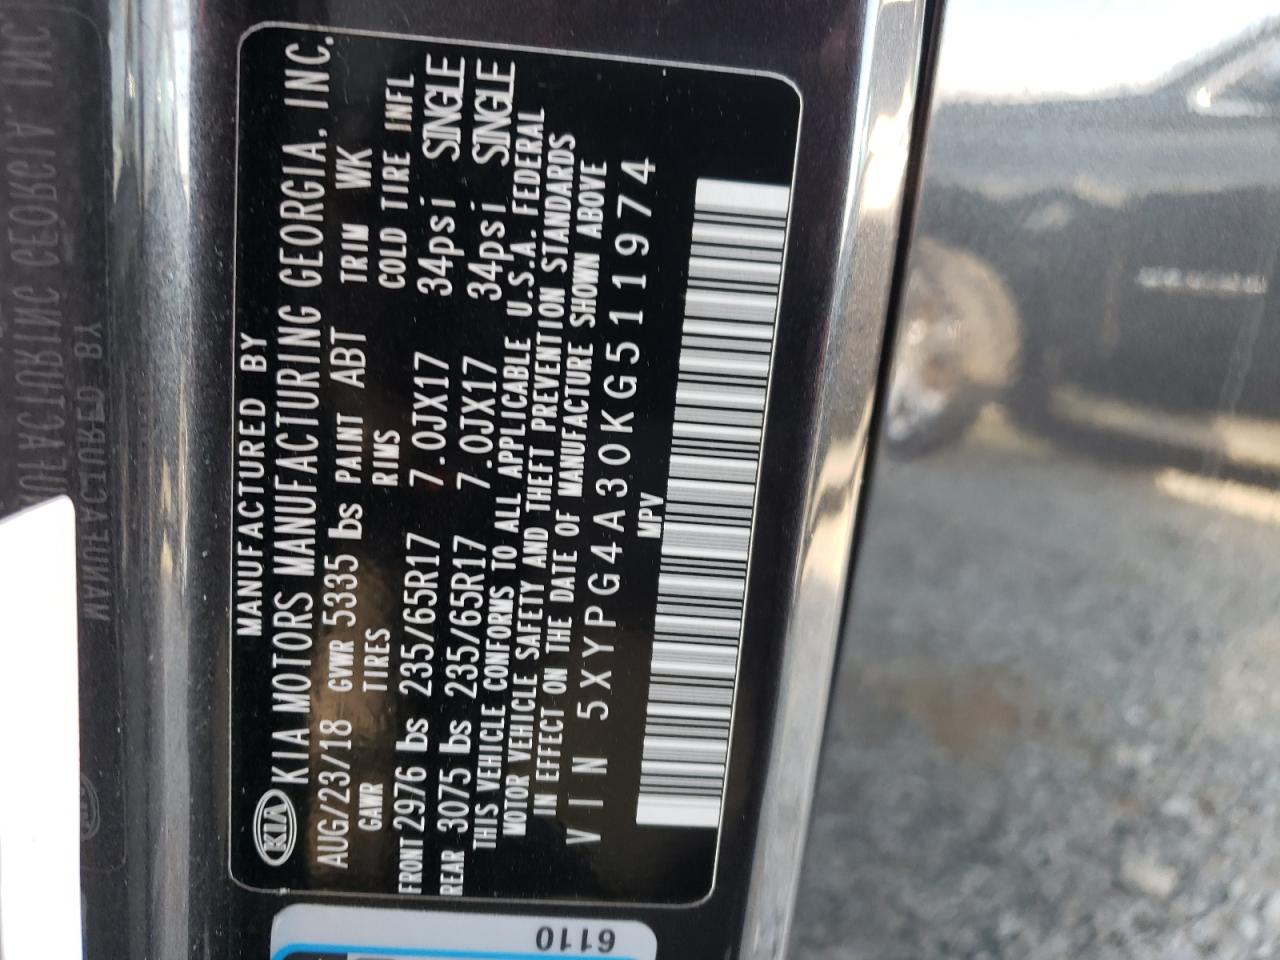 MANUFACTURED BY
KIA KIA MOTORS MANUFACTURING GEORGIA, INC.
AUG/23/18 GVWR 5335 lbs PAINT ABT TRIM WK
GAWR TIRES RIMS COLD TIRE INFL
FRONT 2976 lbs 235/65R17 7.0JX17 34psi SINGLE
REAR 3075 lbs 235/65R17 7.0JX17 34psi SINGLE
THIS VEHICLE CONFORMS TO ALL APPLICABLE U.S.A. FEDERAL
MOTOR VEHICLE SAFETY AND THEFT PREVENTION STANDARDS
IN EFFECT ON THE DATE OF MANUFACTURE SHOWN ABOVE
VIN 5XYPG4A30KG511974
MPV
6110